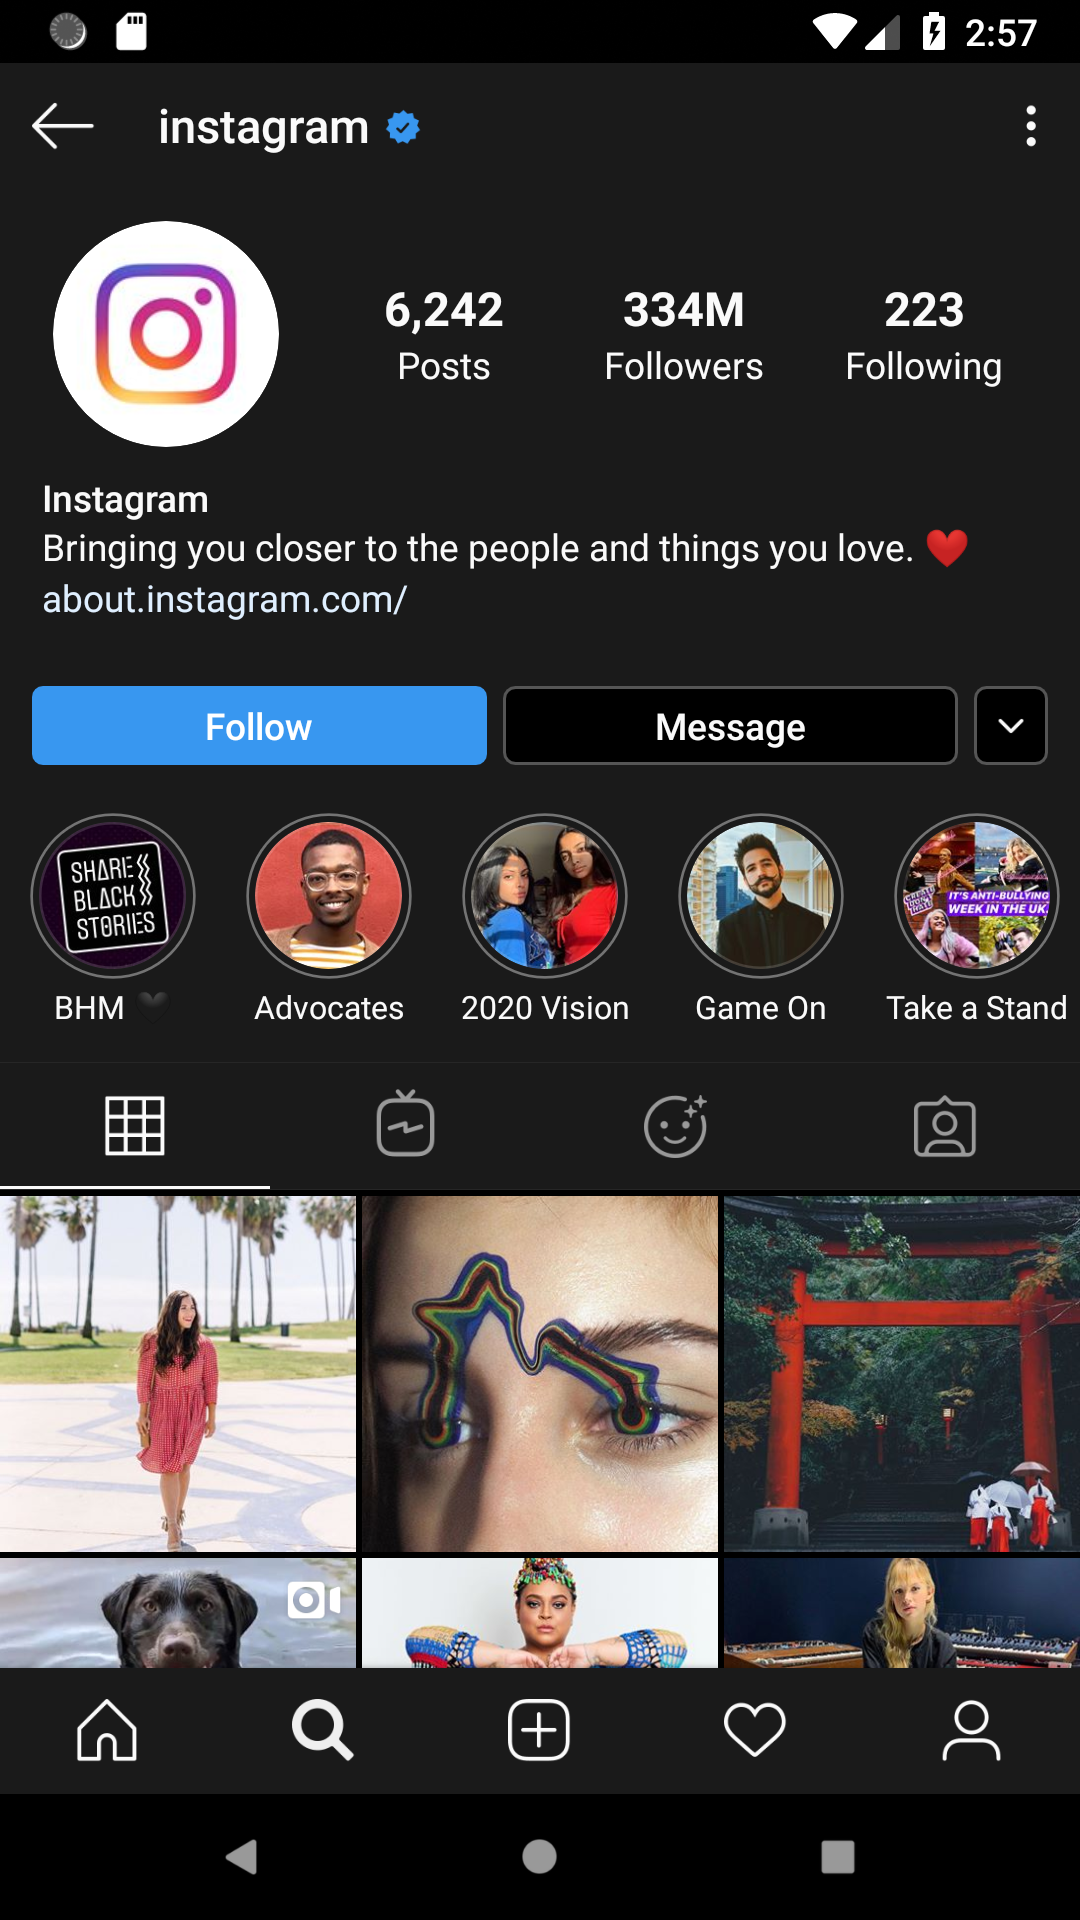 2:57
instagram
6,242
Posts
334M
Followers
223
Following
Instagram
Bringing you closer to the people and things you love. ❤️
about.instagram.com/
Follow
Message
SHARE
BLACK
STORIES
IT'S ANTI-BULLYING
WEEK IN THE UK!
BHM 🖤
Advocates
2020 Vision
Game On
Take a Stand